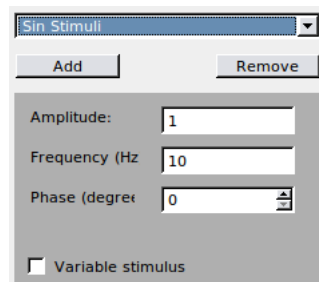 Sin Stimuli
Add Remove
Amplitude: 1
Frequency (Hz 10
Phase (degree 0
Variable stimulus